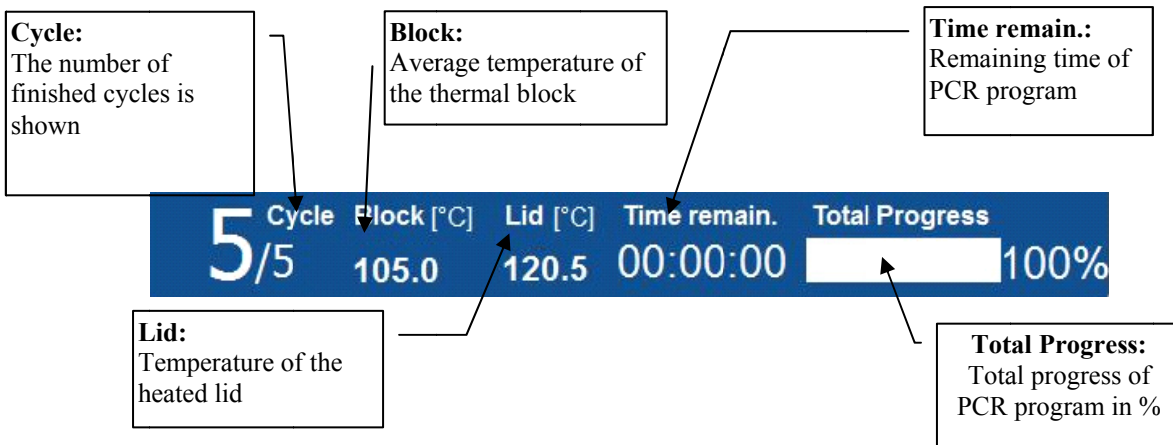 Cycle:
The number of
finished cycles is
shown
Block:
Average temperature of
the thermal block
Time remain.:
Remaining time of
PCR program
Cycle Block [°C] Lid [°C] Time remain. Total Progress
5/5 105.0 120.5 00:00:00 100%
Lid:
Temperature of the
heated lid
Total Progress:
Total progress of
PCR program in %